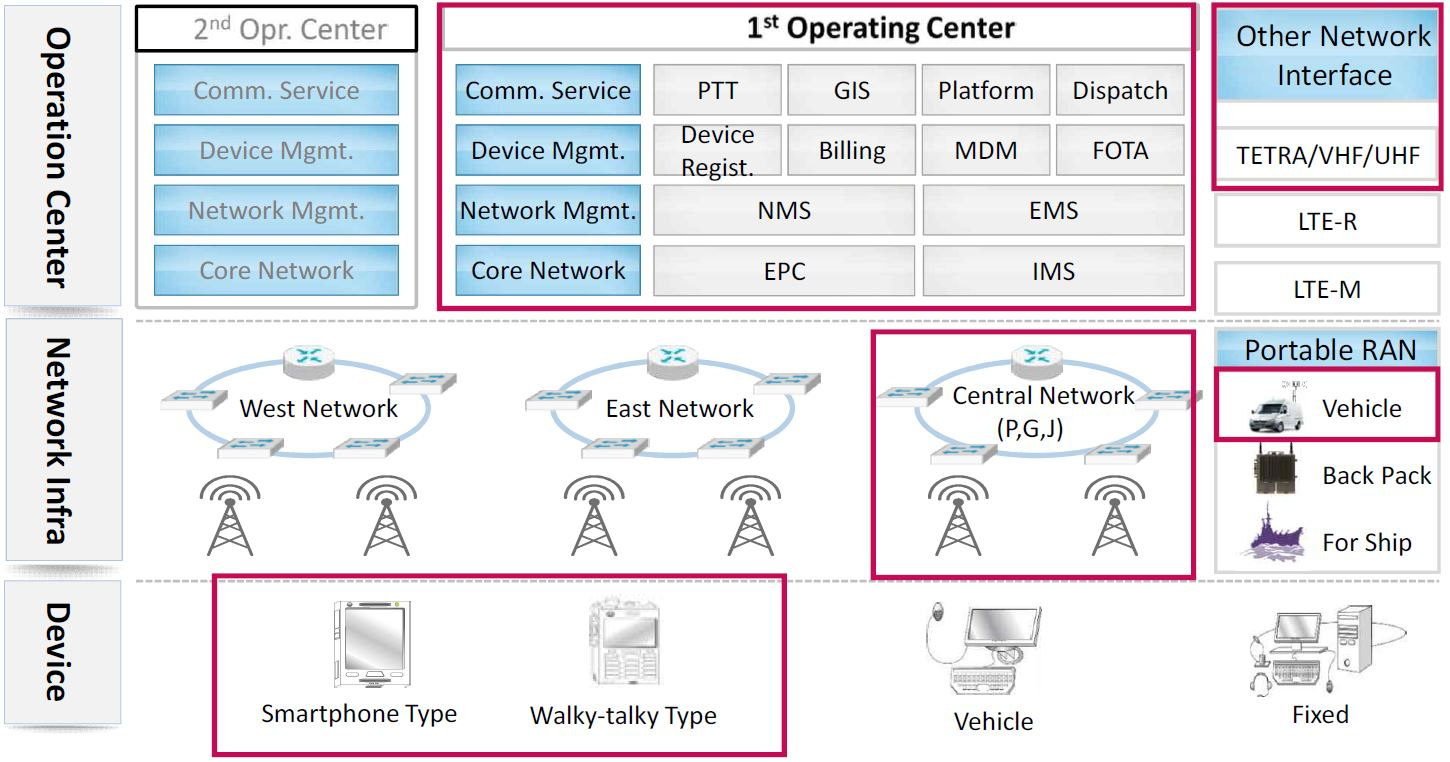 Operation Center
2nd Opr. Center
Comm. Service
Device Mgmt.
Network Mgmt.
Core Network
1st Operating Center
Comm. Service
PTT
GIS
Platform
Dispatch
Device Mgmt.
Device
Regist.
Billing
MDM
FOTA
Network Mgmt.
NMS
EMS
Core Network
EPC
IMS
Other Network
Interface
TETRA/VHF/UHF
LTE-R
LTE-M
Network Infra
West Network
East Network
Central Network
(P,G,J)
Portable RAN
Vehicle
Back Pack
For Ship
Device
Smartphone Type
Walky-talky Type
Vehicle
Fixed